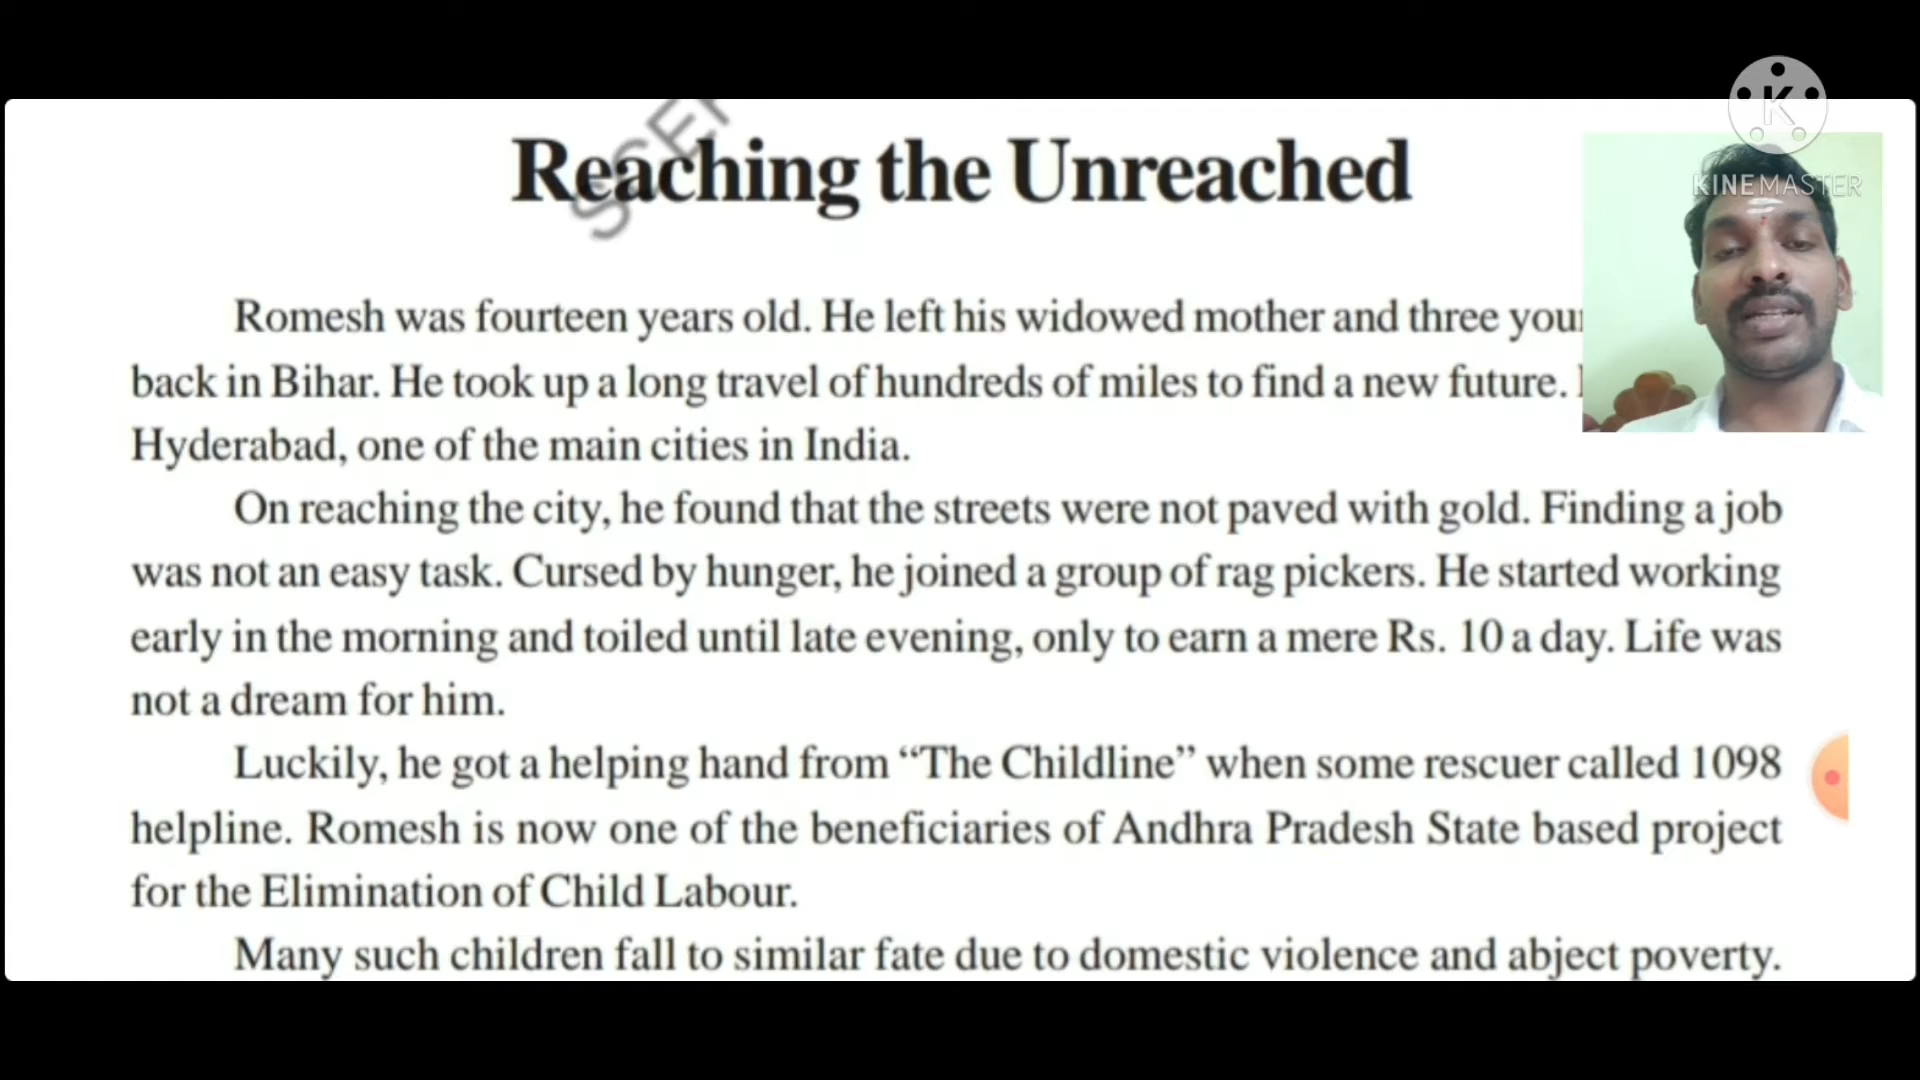 Reaching the Unreached
K
KINEMASTER
Romesh was fourteen years old. He left his widowed mother and three
back in Bihar. He took up a long travel of hundreds of miles to find a new future.
Hyderabad, one of the main cities in India.
On reaching the city, he found that the streets were not paved with gold. Finding a job
was not an easy task. Cursed by hunger, he joined a group of rag pickers. He started working
early in the morning and toiled until late evening, only to earn a mere Rs. 10 a day. Life was
not a dream for him.
Luckily, he got a helping hand from “The Childline” when some rescuer called 1098
helpline. Romesh is now one of the beneficiaries of Andhra Pradesh State based project
for the Elimination of Child Labour.
Many such children fall to similar fate due to domestic violence and abject poverty.